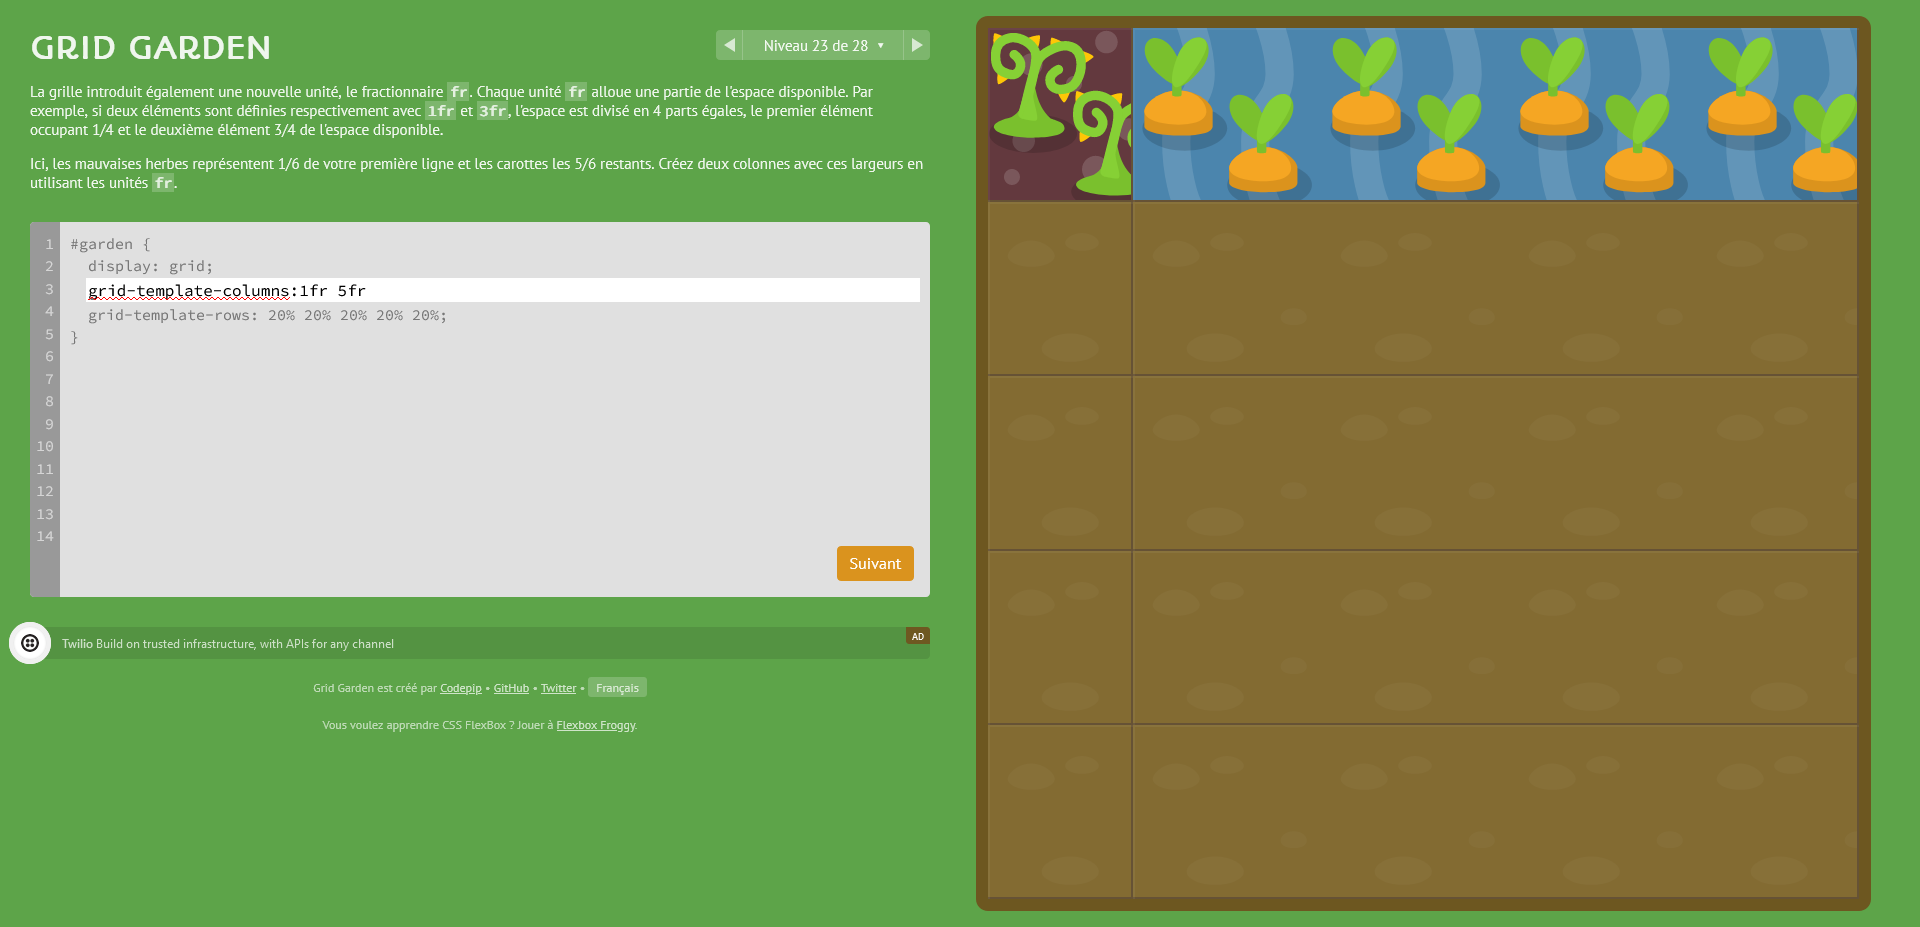 GRID GARDEN
Niveau 23 de 28 ▼
La grille introduit également une nouvelle unité, le fractionnaire fr. Chaque unité fr alloue une partie de l'espace disponible. Par
exemple, si deux éléments sont définies respectivement avec 1fr et 3fr, l'espace est divisé en 4 parts égales, le premier élément
occupant 1/4 et le deuxième élément 3/4 de l'espace disponible.
Ici, les mauvaises herbes représentent 1/6 de votre première ligne et les carottes les 5/6 restants. Créez deux colonnes avec ces largeurs en
utilisant les unités fr.
1 #garden {
2 display: grid;
3 grid-template-columns:1fr 5fr
4 grid-template-rows: 20% 20% 20% 20% 20%;
5 }
6
7
8
9
10
11
12
13
14
Suivant
Twilio Build on trusted infrastructure, with APIs for any channel
AD
Grid Garden est créé par Codepip • GitHub • Twitter • Français
Vous voulez apprendre CSS FlexBox ? Jouer à Flexbox Froggy.